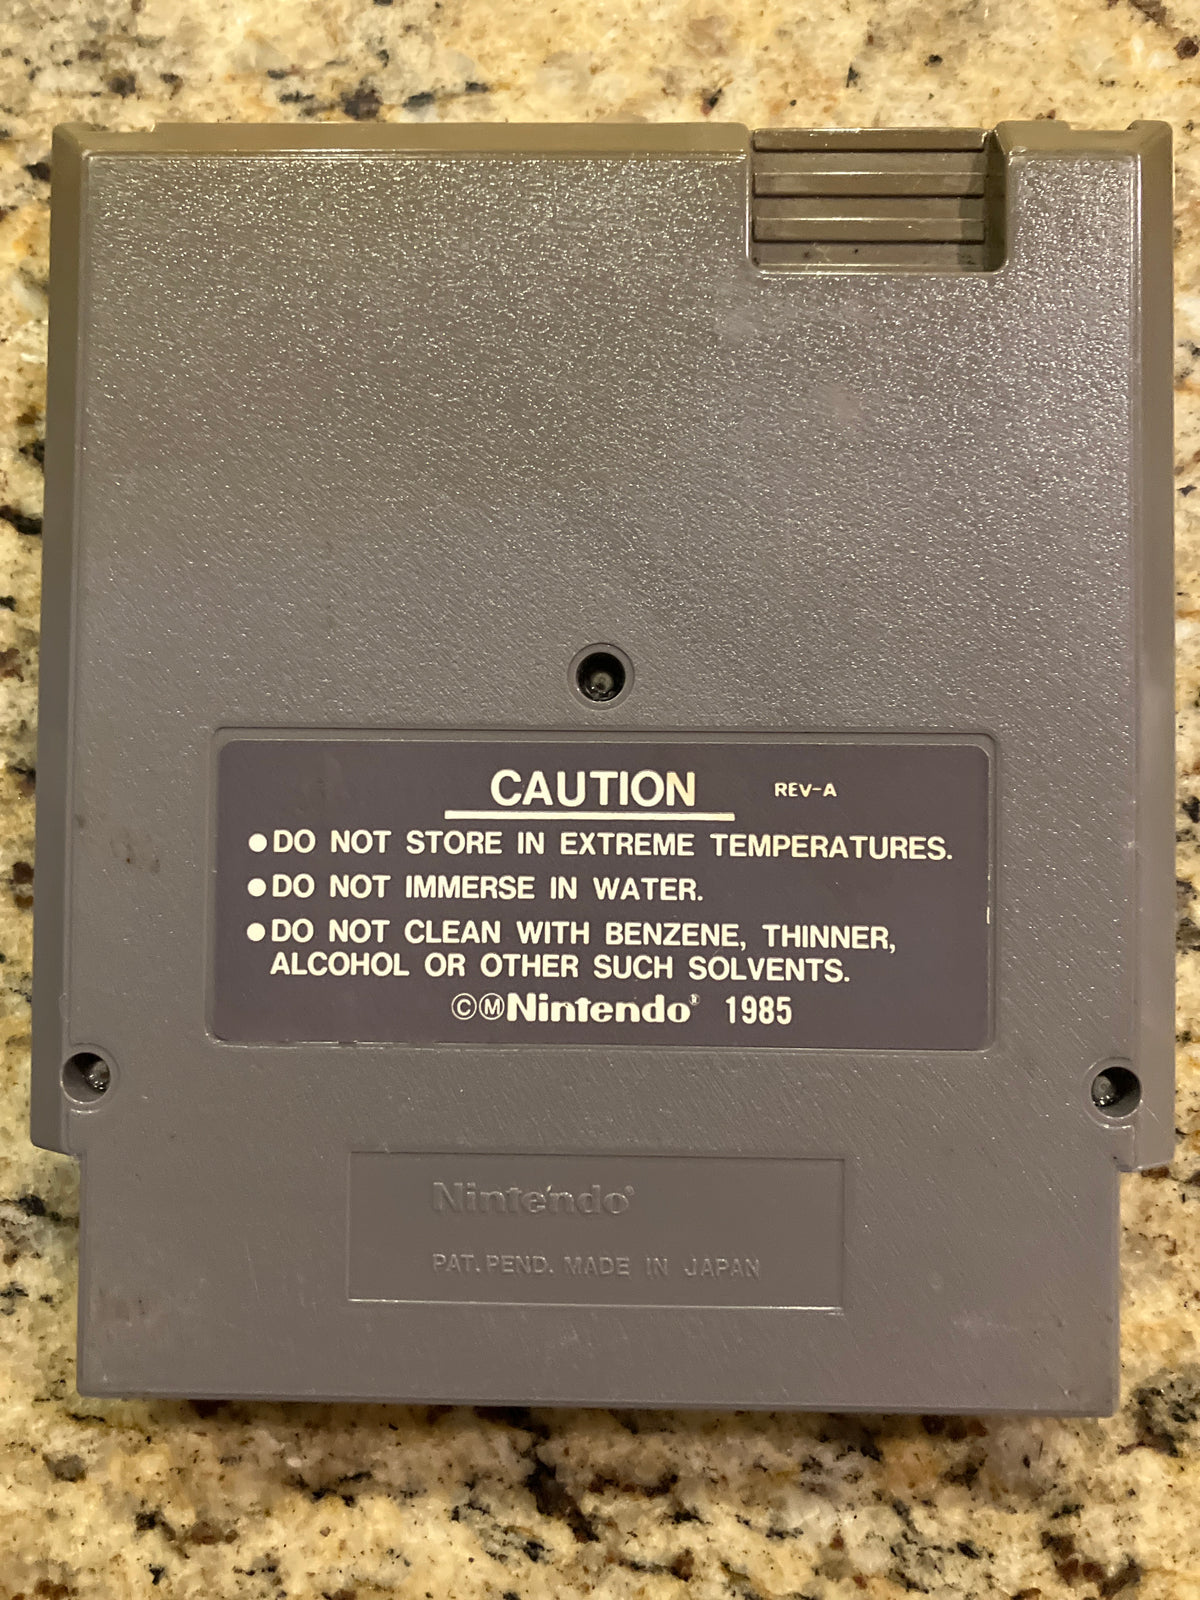 CAUTION REV-A
●DO NOT STORE IN EXTREME TEMPERATURES.
●DO NOT IMMERSE IN WATER.
●DO NOT CLEAN WITH BENZENE, THINNER,
ALCOHOL OR OTHER SUCH SOLVENTS.
©ⓂNintendo® 1985
Nintendo®
PAT. PEND. MADE IN JAPAN